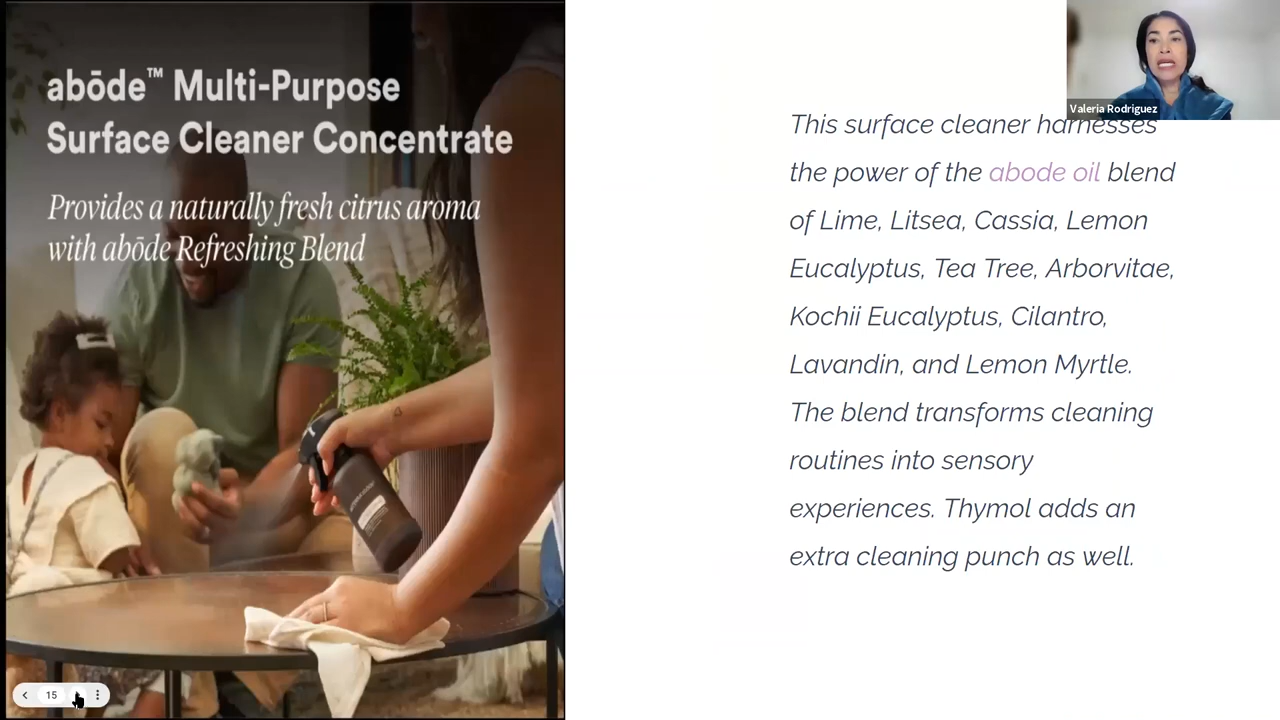 abōde™ Multi-Purpose
Surface Cleaner Concentrate
Provides a naturally fresh citrus aroma
with abōde Refreshing Blend
Valeria Rodriguez
This surface cleaner harnesses
the power of the abode oil blend
of Lime, Litsea, Cassia, Lemon
Eucalyptus, Tea Tree, Arborvitae,
Kochii Eucalyptus, Cilantro,
Lavandin, and Lemon Myrtle.
The blend transforms cleaning
routines into sensory
experiences. Thymol adds an
extra cleaning punch as well.
15